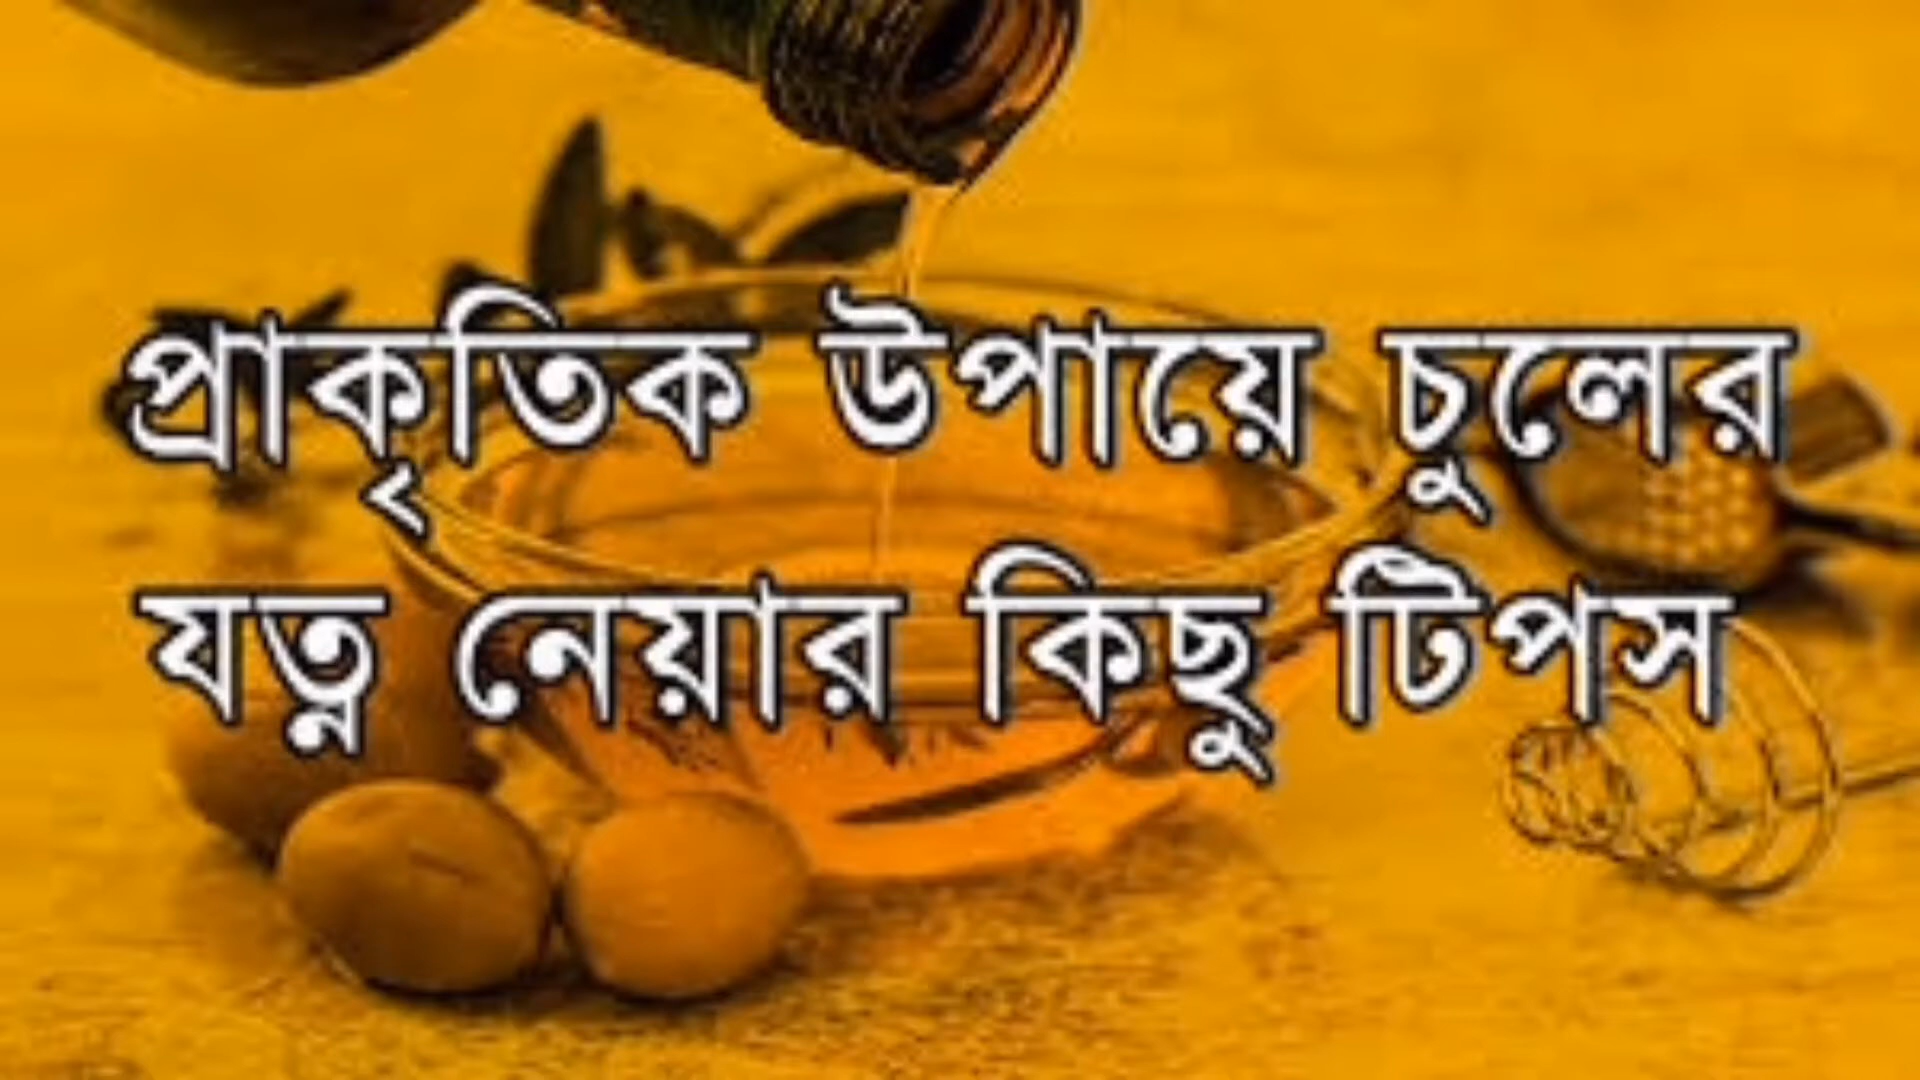 প্রাকৃতিক উপায়ে চুলের
যত্ন নেয়ার কিছু টিপস